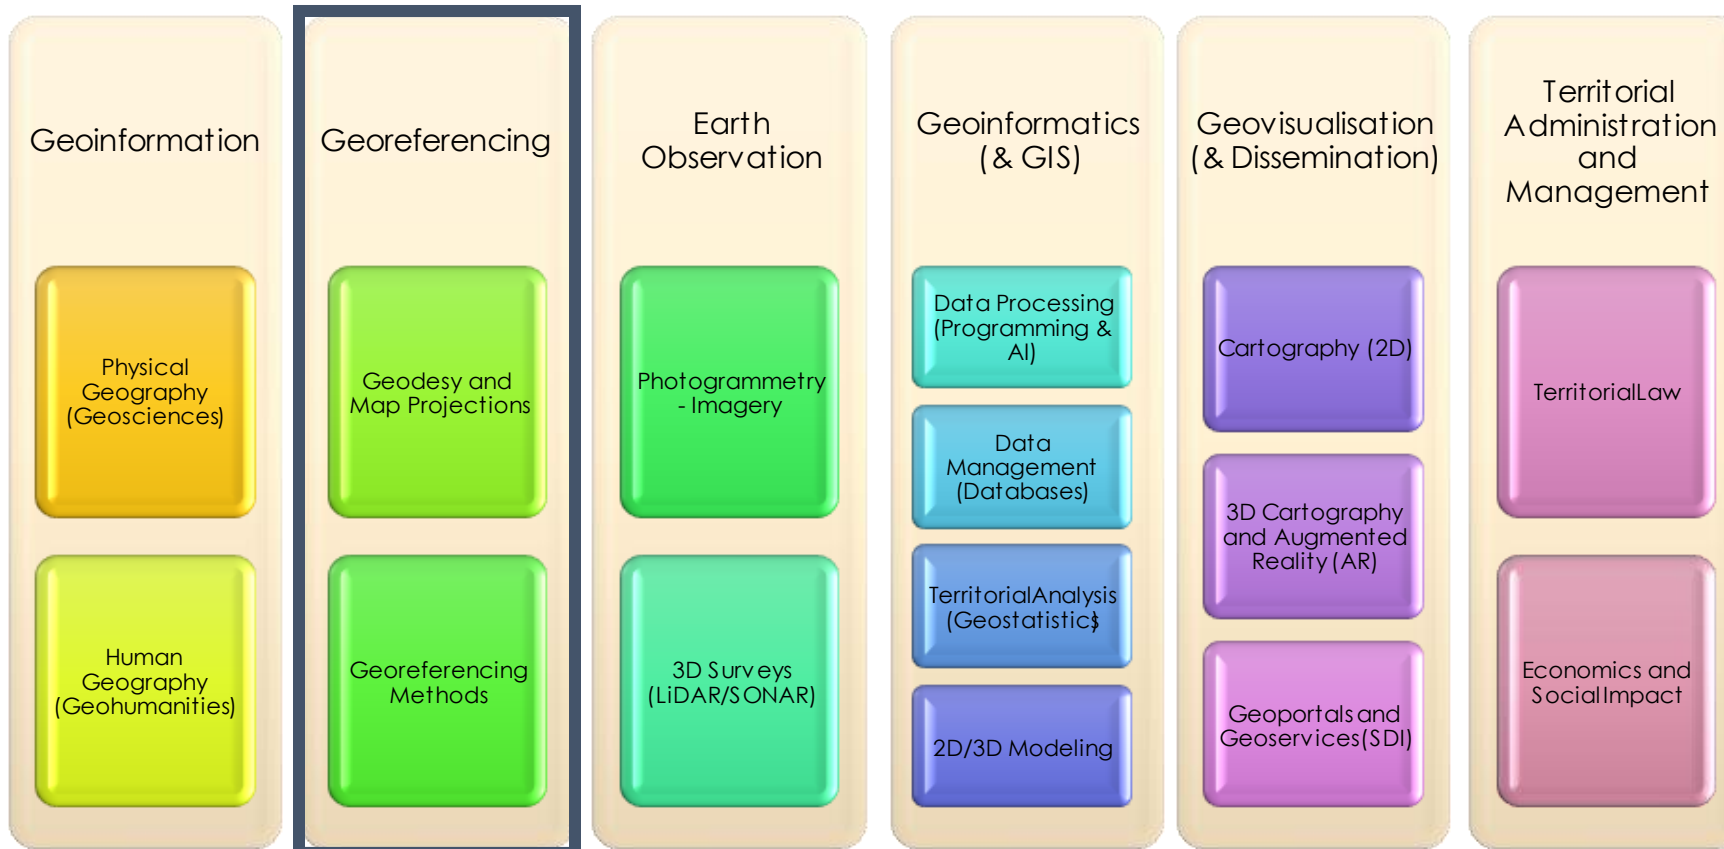 Geoinformation
Physical
Geography
(Geosciences)
Human
Geography
(Geohumanities)
Georeferencing
Geodesy and
Map Projections
Georeferencing
Methods
Earth
Observation
Photogrammetry
- Imagery
3D Surveys
(LiDAR/SONAR)
Geoinformatics
(& GIS)
Data Processing
(Programming &
AI)
Data
Management
(Databases)
TerritorialAnalysis
(Geostatistics)
2D/3D Modeling
Geovisualisation
(& Dissemination)
Cartography (2D)
3D Cartography
and Augmented
Reality (AR)
Geoportals and
Geoservices(SDI)
Territorial
Administration
and
Management
TerritorialLaw
Economics and
Social Impact